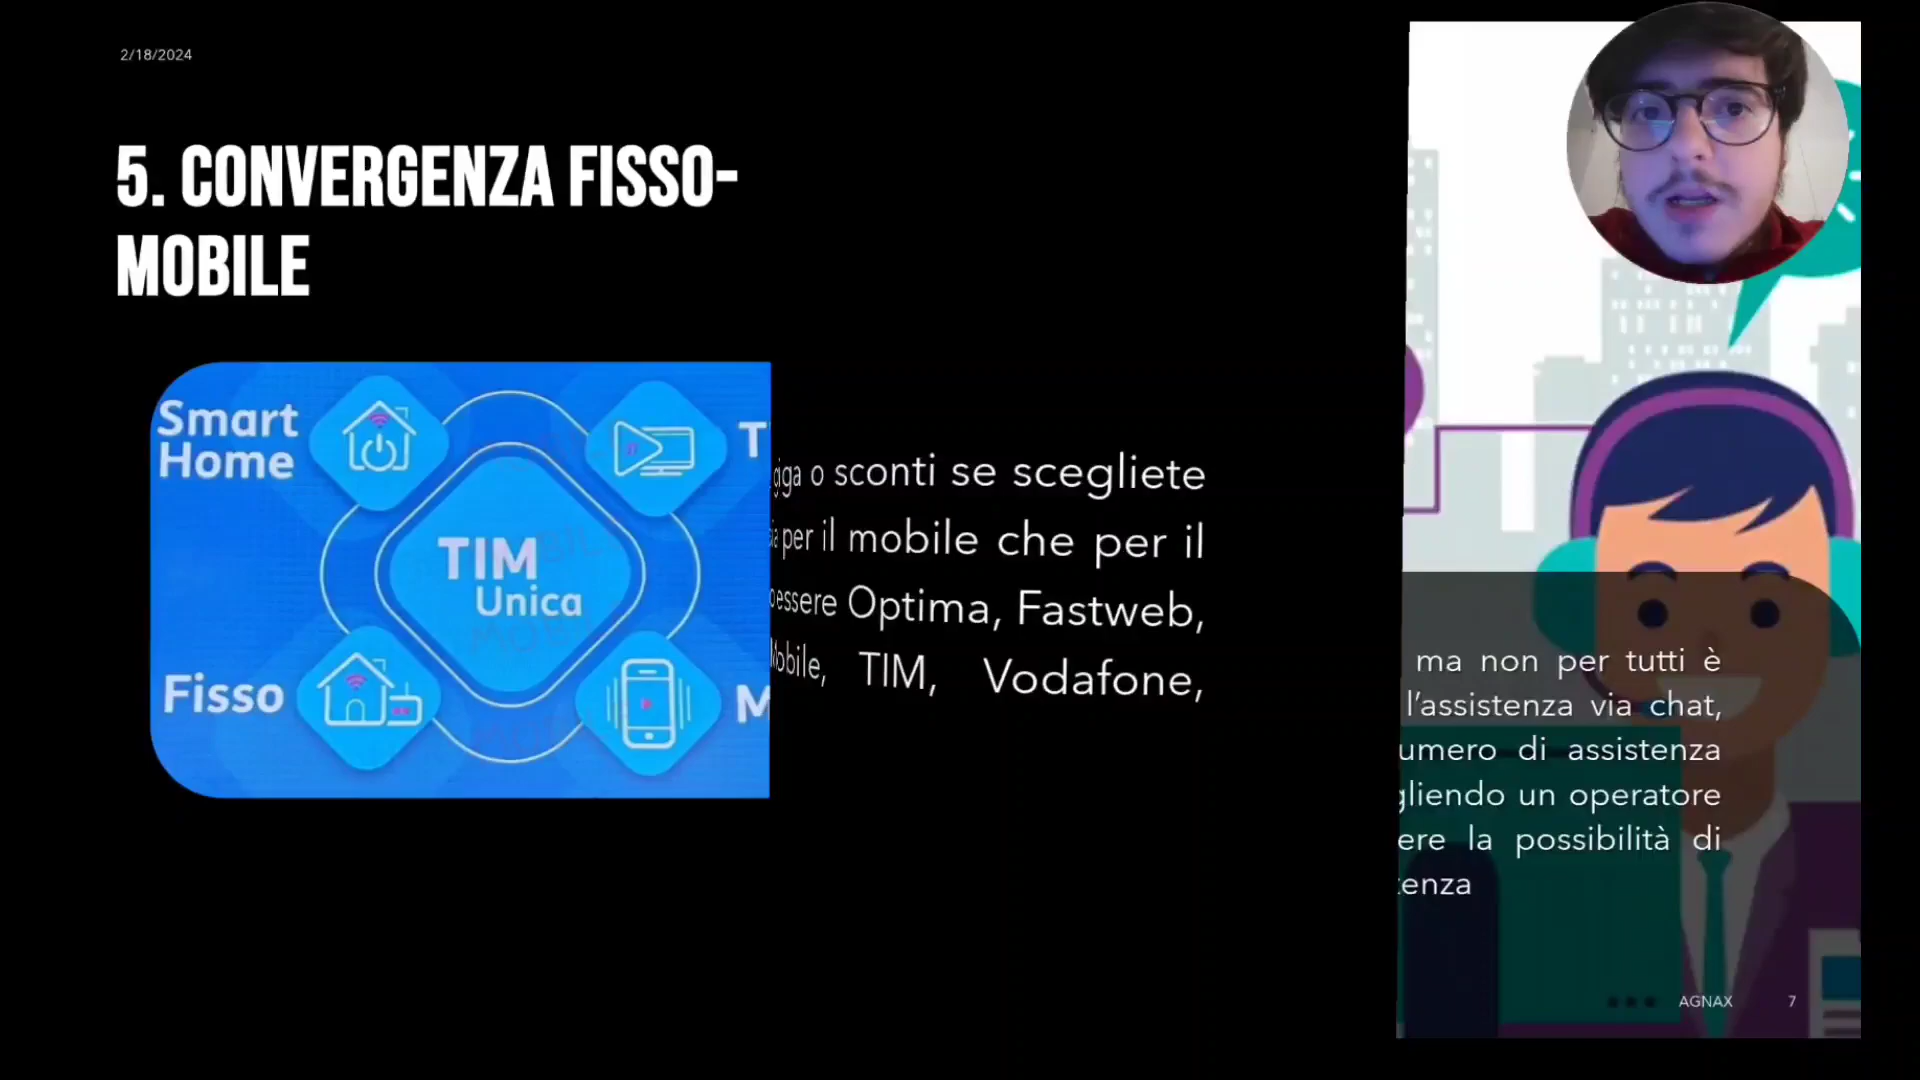 2/18/2024
5. CONVERGENZA FISSO-
MOBILE
Smart
Home
TIM
Unica
Fisso
giga o sconti se scegliete
per il mobile che per il
essere Optima, Fastweb,
Mobile, TIM, Vodafone,
ma non per tutti è
l’assistenza via chat,
umero di assistenza
gliendo un operatore
ere la possibilità di
tenza
AGNAX
7